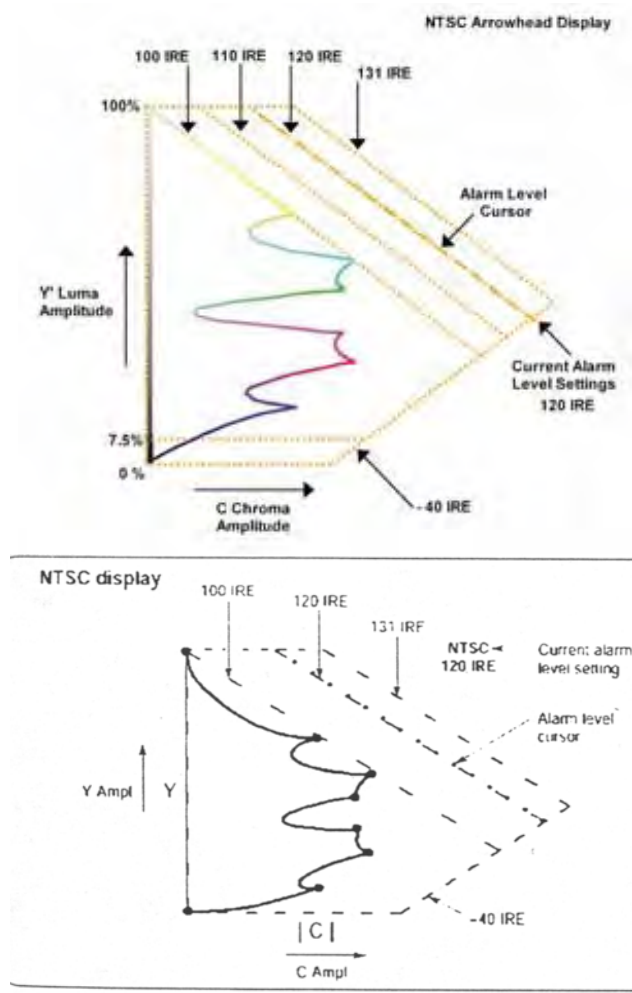 NTSC Arrowhead Display
100 IRE
110 IRE
120 IRE
131 IRE
100%
Alarm Level
Cursor
Y' Luma
Amplitude
Current Alarm
Level Settings
120 IRE
7.5%
0 %
-40 IRE
C Chroma
Amplitude
NTSC display
100 IRE
120 IRE
131 IRE
NTSC
120 IRE
Current alarm
level setting
Alarm level
cursor
Y Ampl
Y
-40 IRE
|C|
C Ampl